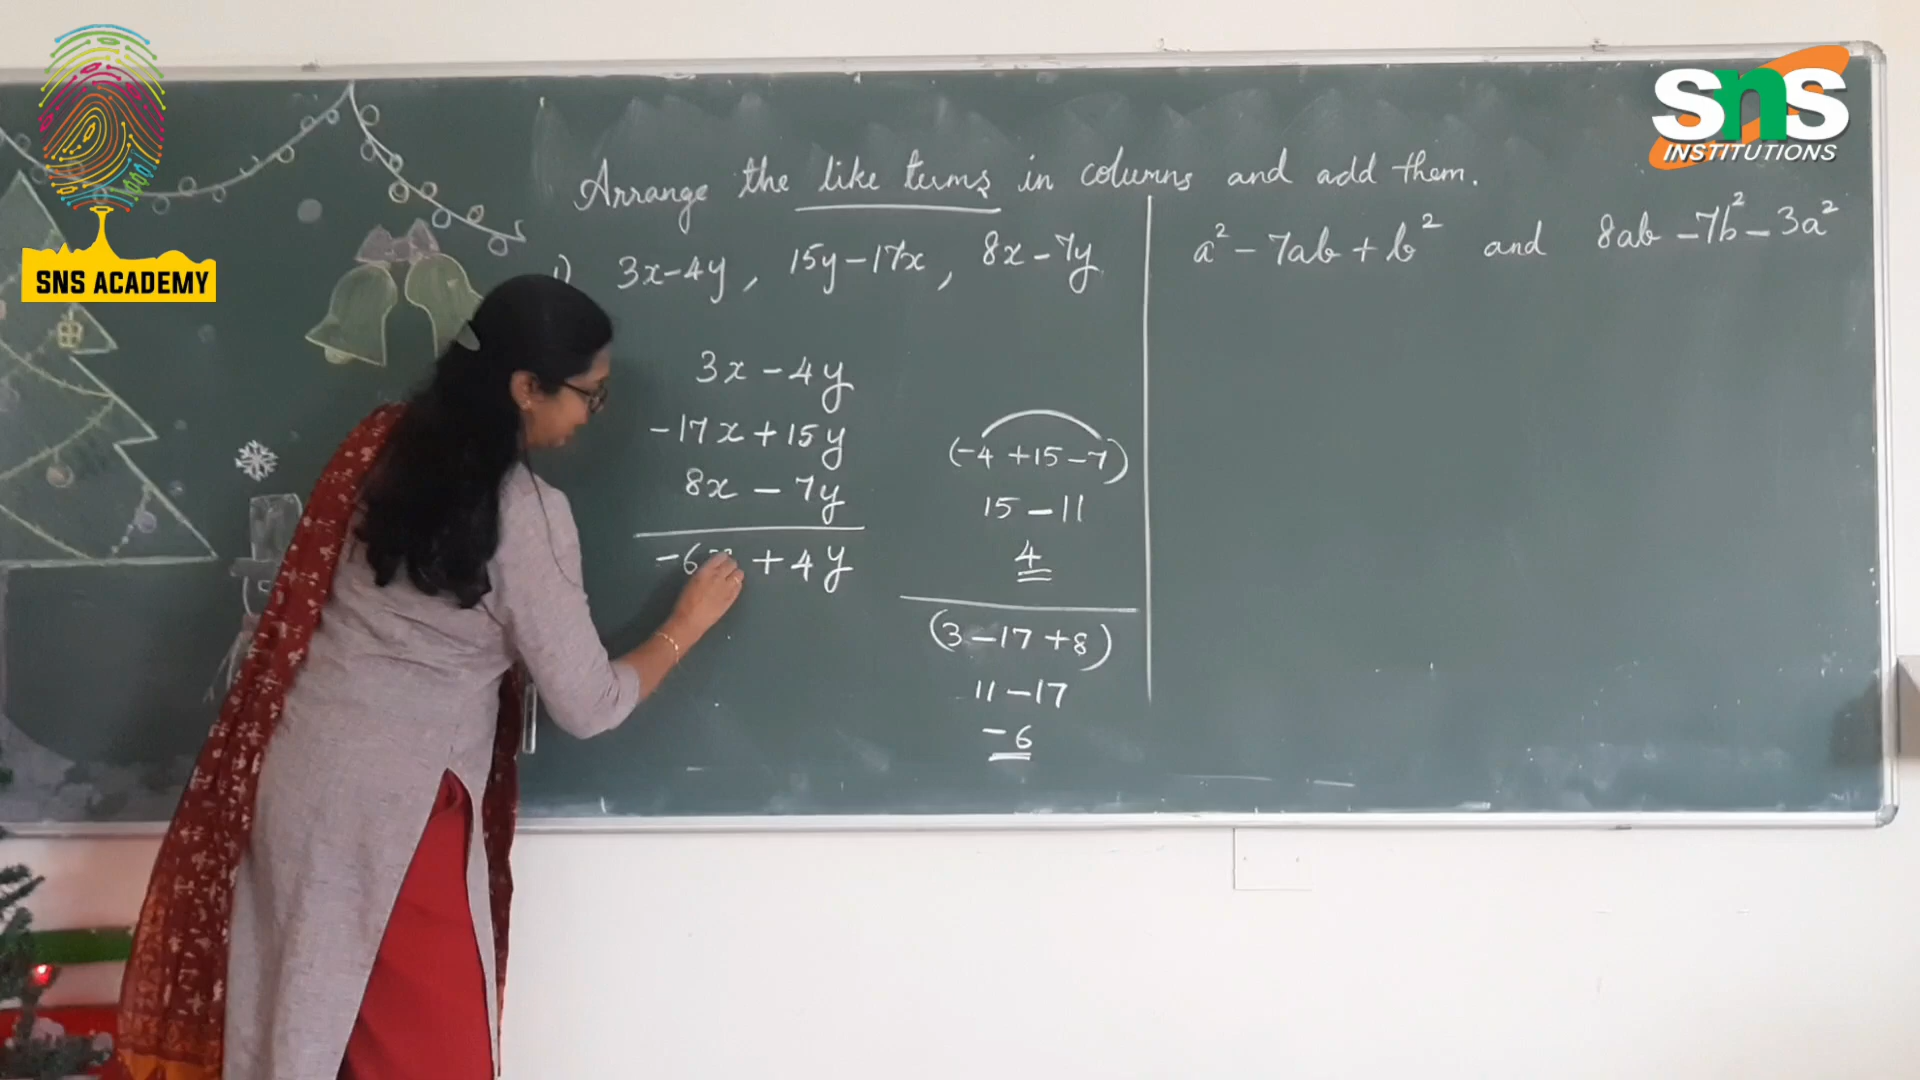 SNS ACADEMY
sns
INSTITUTIONS
Arrange the like terms in columns and add them.
1) 3x-4y, 15y-17x, 8x-7y
3x-4y
-17x+15y
8x-7y
-6x+4y
(-4+15-7)
15-11
4
(3-17+8)
11-17
-6
a²-7ab+b² and 8ab-7b²-3a²